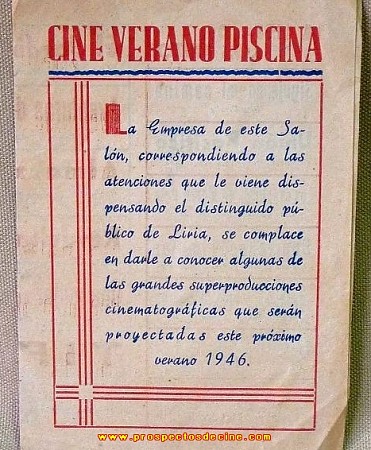 CINE VERANO PISCINA
La Empresa de este Sa-
lón, correspondiendo a las
atenciones que le viene dis-
pensando el distinguido pú-
blico de Liria, se complace
en darle a conocer algunas de
las grandes superproducciones
cinematográficas que serán
proyectadas este próximo
verano 1946.
www.prospectosdecine.com